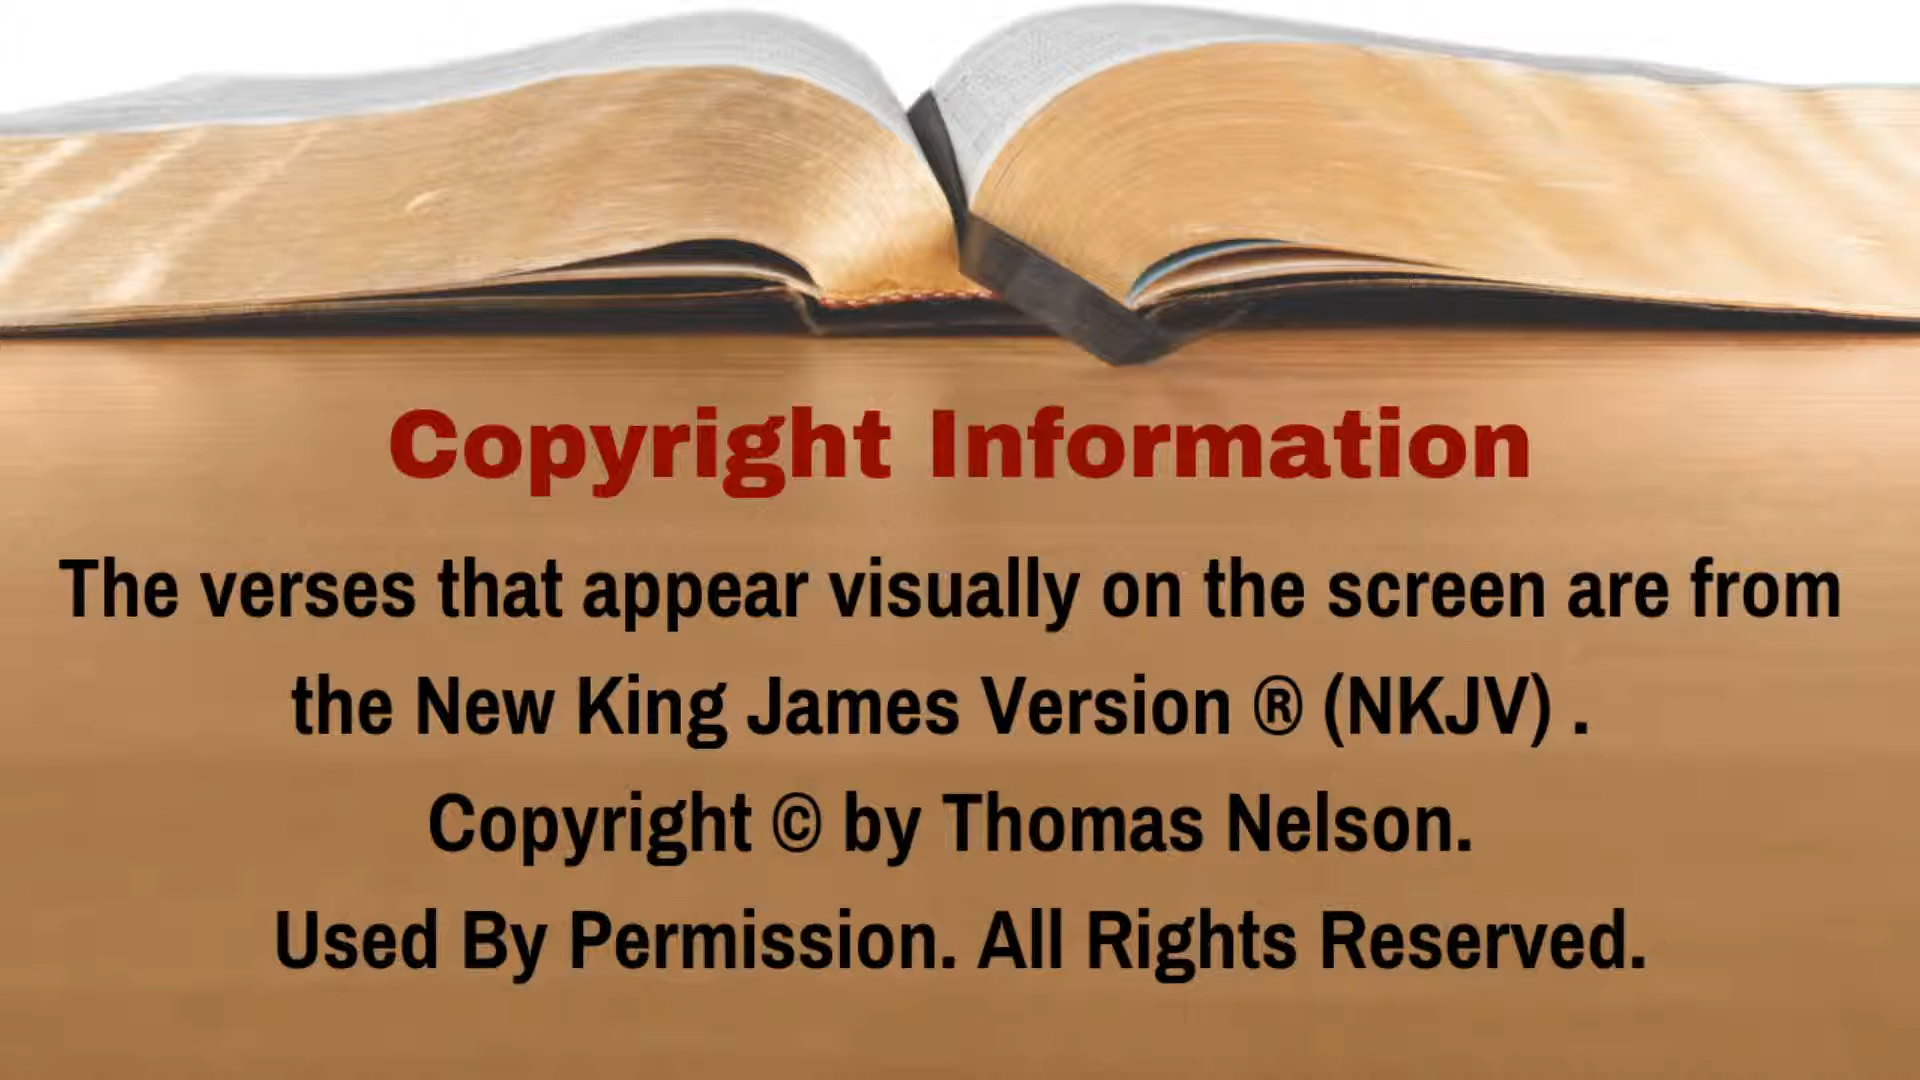 Copyright Information
The verses that appear visually on the screen are from
the New King James Version ® (NKJV) .
Copyright © by Thomas Nelson.
Used By Permission. All Rights Reserved.